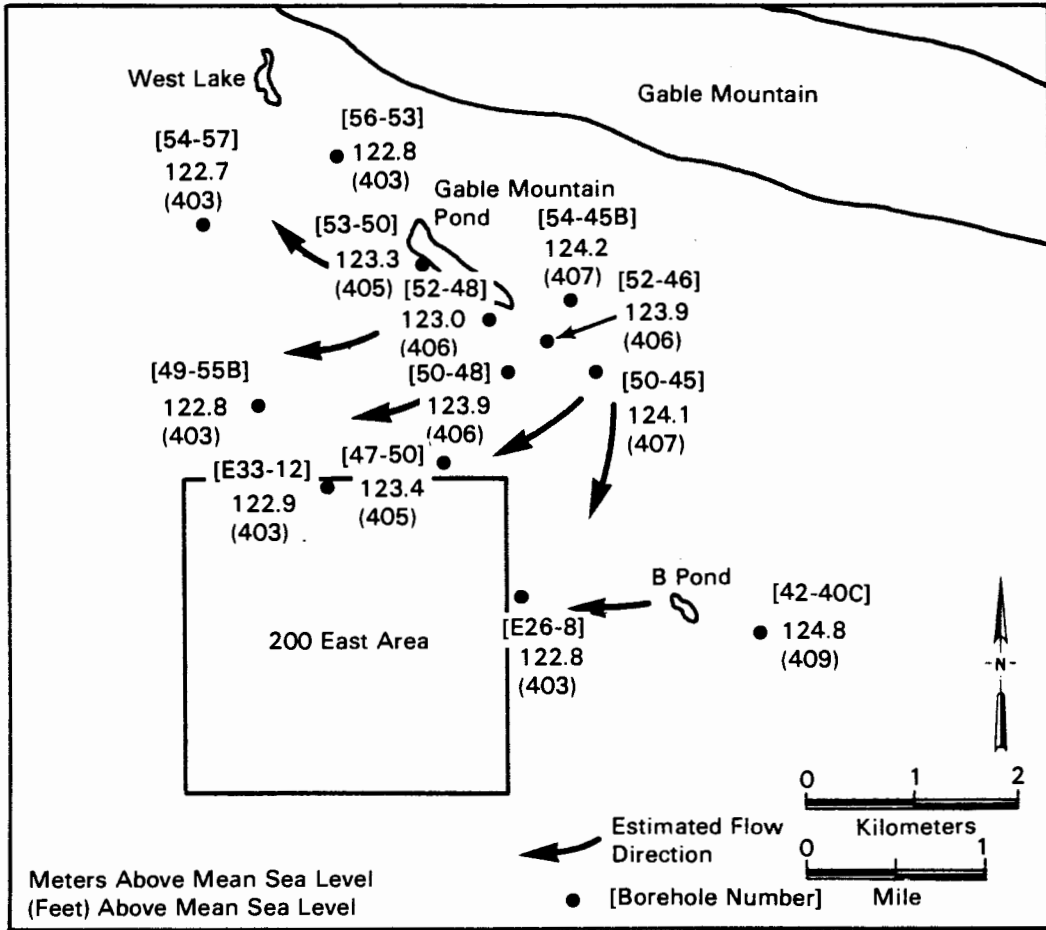 West Lake
Gable Mountain
[56-53]
122.8
(403)
[54-57]
122.7
(403)
Gable Mountain
Pond
[53-50]
123.3
(405)
[54-45B]
124.2
(407)
[52-48]
123.0
(406)
[52-46]
123.9
(406)
[49-55B]
122.8
(403)
[50-48]
123.9
(406)
[50-45]
124.1
(407)
[E33-12]
122.9
(403)
[47-50]
123.4
(405)
B Pond
[42-40C]
124.8
(409)
[E26-8]
122.8
(403)
200 East Area
-N-
0 1 2
Kilometers
0 1
Mile
Estimated Flow
Direction
[Borehole Number]
Meters Above Mean Sea Level
(Feet) Above Mean Sea Level